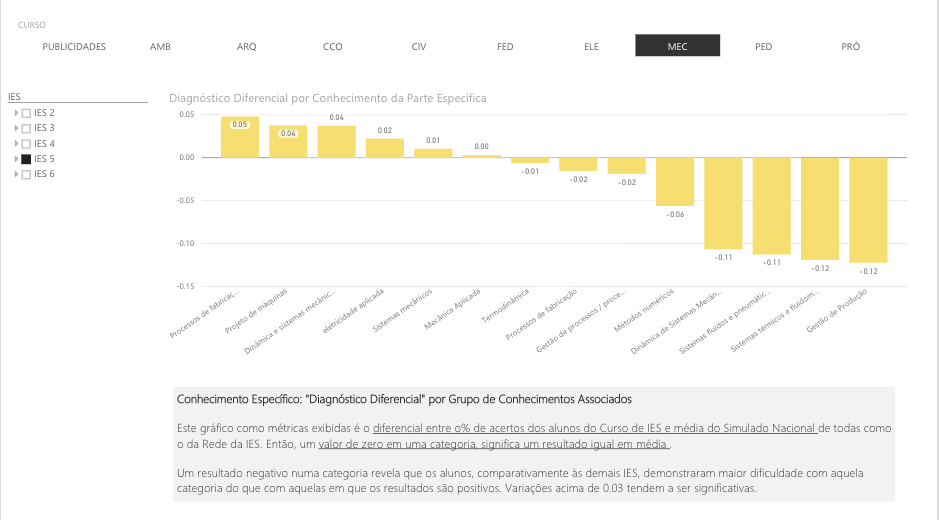 CURSO
PUBLICIDADES AMB ARQ CCO CIV FED ELE MEC PED PRÓ
IES
IES 2
IES 3
IES 4
IES 5
IES 6
Diagnóstico Diferencial por Conhecimento da Parte Específica
0.05
0.00
-0.05
-0.10
-0.15
0.05 0.04 0.04 0.02 0.01 0.00 -0.01 -0.02 -0.02 -0.06 -0.11 -0.11 -0.12 -0.12
Processos de fabricaç...
Projeto de máquinas
Dinâmica e sistemas mecânic...
eletricidade aplicada
Sistemas mecânicos
Mecânica Aplicada
Termodinâmica
Processos de fabricação
Gestão de processos / proce...
Métodos numéricos
Dinâmica de Sistemas Mecân...
Sistemas fluidos e pneumátic...
Sistemas térmicos e fluidom...
Gestão de Produção
Conhecimento Específico: "Diagnóstico Diferencial" por Grupo de Conhecimentos Associados
Este gráfico como métricas exibidas é o diferencial entre o% de acertos dos alunos do Curso de IES e média do Simulado Nacional de todas como
o da Rede da IES. Então, um valor de zero em uma categoria, significa um resultado igual em média .
Um resultado negativo numa categoria revela que os alunos, comparativamente às demais IES, demonstraram maior dificuldade com aquela
categoria do que com aquelas em que os resultados são positivos. Variações acima de 0.03 tendem a ser significativas.